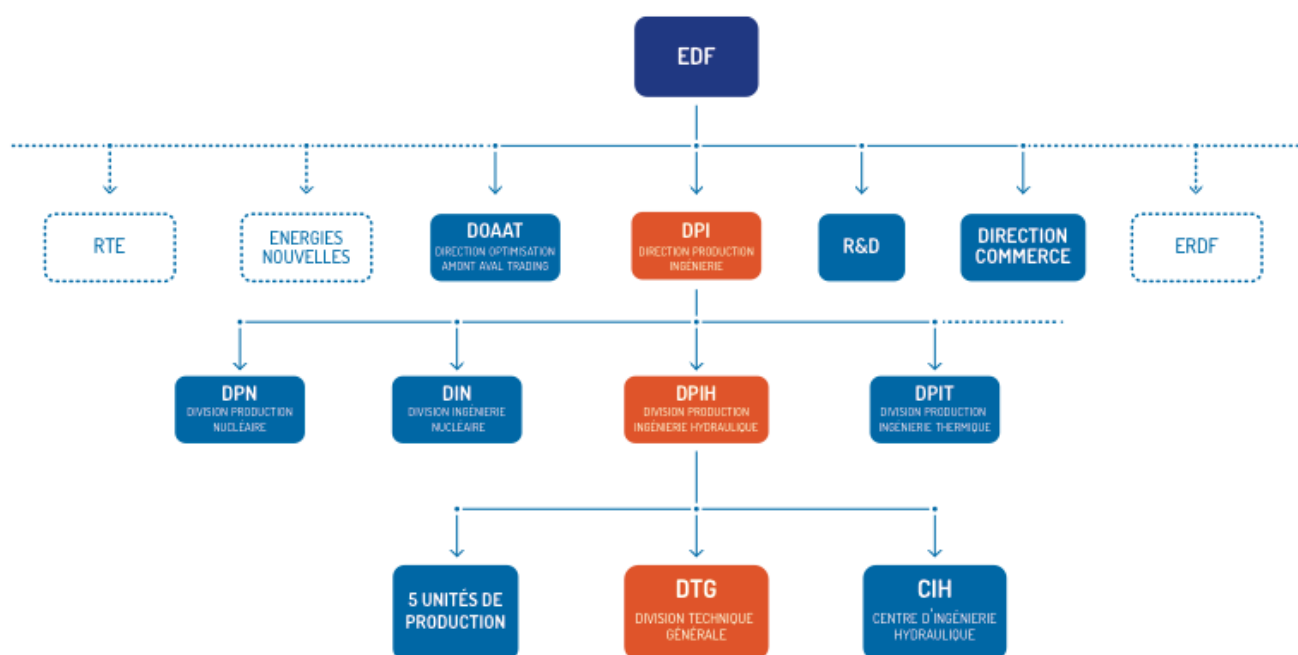 EDF
RTE
ENERGIES
NOUVELLES
DOAAT
DIRECTION OPTIMISATION
AMONT AVAL TRADING
DPI
DIRECTION PRODUCTION
INGÉNIERIE
R&D
DIRECTION
COMMERCE
ERDF
DPN
DIVISION PRODUCTION
NUCLÉAIRE
DIN
DIVISION INGÉNIERIE
NUCLÉAIRE
DPIH
DIVISION PRODUCTION
INGÉNIERIE HYDRAULIQUE
DPIT
DIVISION PRODUCTION
INGÉNIERIE THERMIQUE
5 UNITÉS DE
PRODUCTION
DTG
DIVISION TECHNIQUE
GÉNÉRALE
CIH
CENTRE D'INGÉNIERIE
HYDRAULIQUE